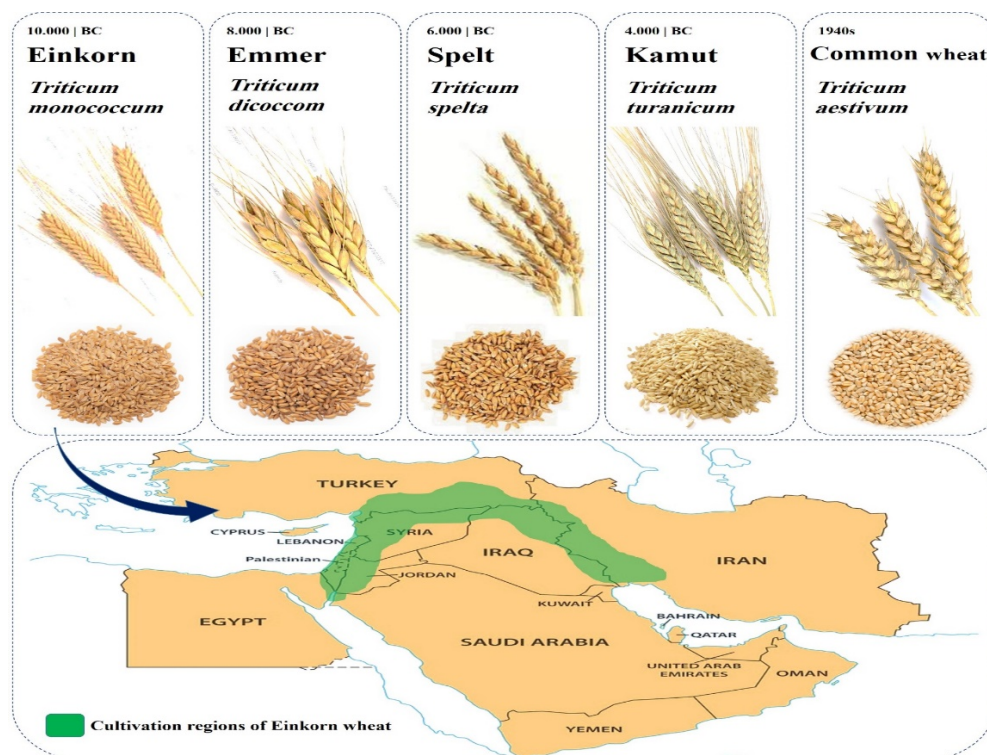 10.000 | BC
Einkorn
Triticum
monococcum
8.000 | BC
Emmer
Triticum
dicoccom
6.000 | BC
Spelt
Triticum
spelta
4.000 | BC
Kamut
Triticum
turanicum
1940s
Common wheat
Triticum
aestivum
TURKEY
CYPRUS
LEBANON
SYRIA
Palestinian
IRAQ
IRAN
JORDAN
EGYPT
KUWAIT
BAHRAIN
SAUDI ARABIA
QATAR
UNITED ARAB
EMIRATES
OMAN
YEMEN
Cultivation regions of Einkorn wheat